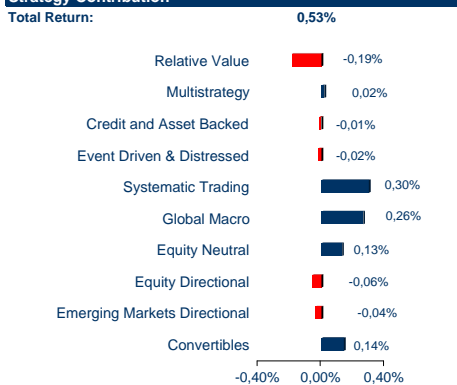 Strategy Contribution
Total Return: 0,53%
Relative Value -0,19%
Multistrategy 0,02%
Credit and Asset Backed -0,01%
Event Driven & Distressed -0,02%
Systematic Trading 0,30%
Global Macro 0,26%
Equity Neutral 0,13%
Equity Directional -0,06%
Emerging Markets Directional -0,04%
Convertibles 0,14%
-0,40% 0,00% 0,40%